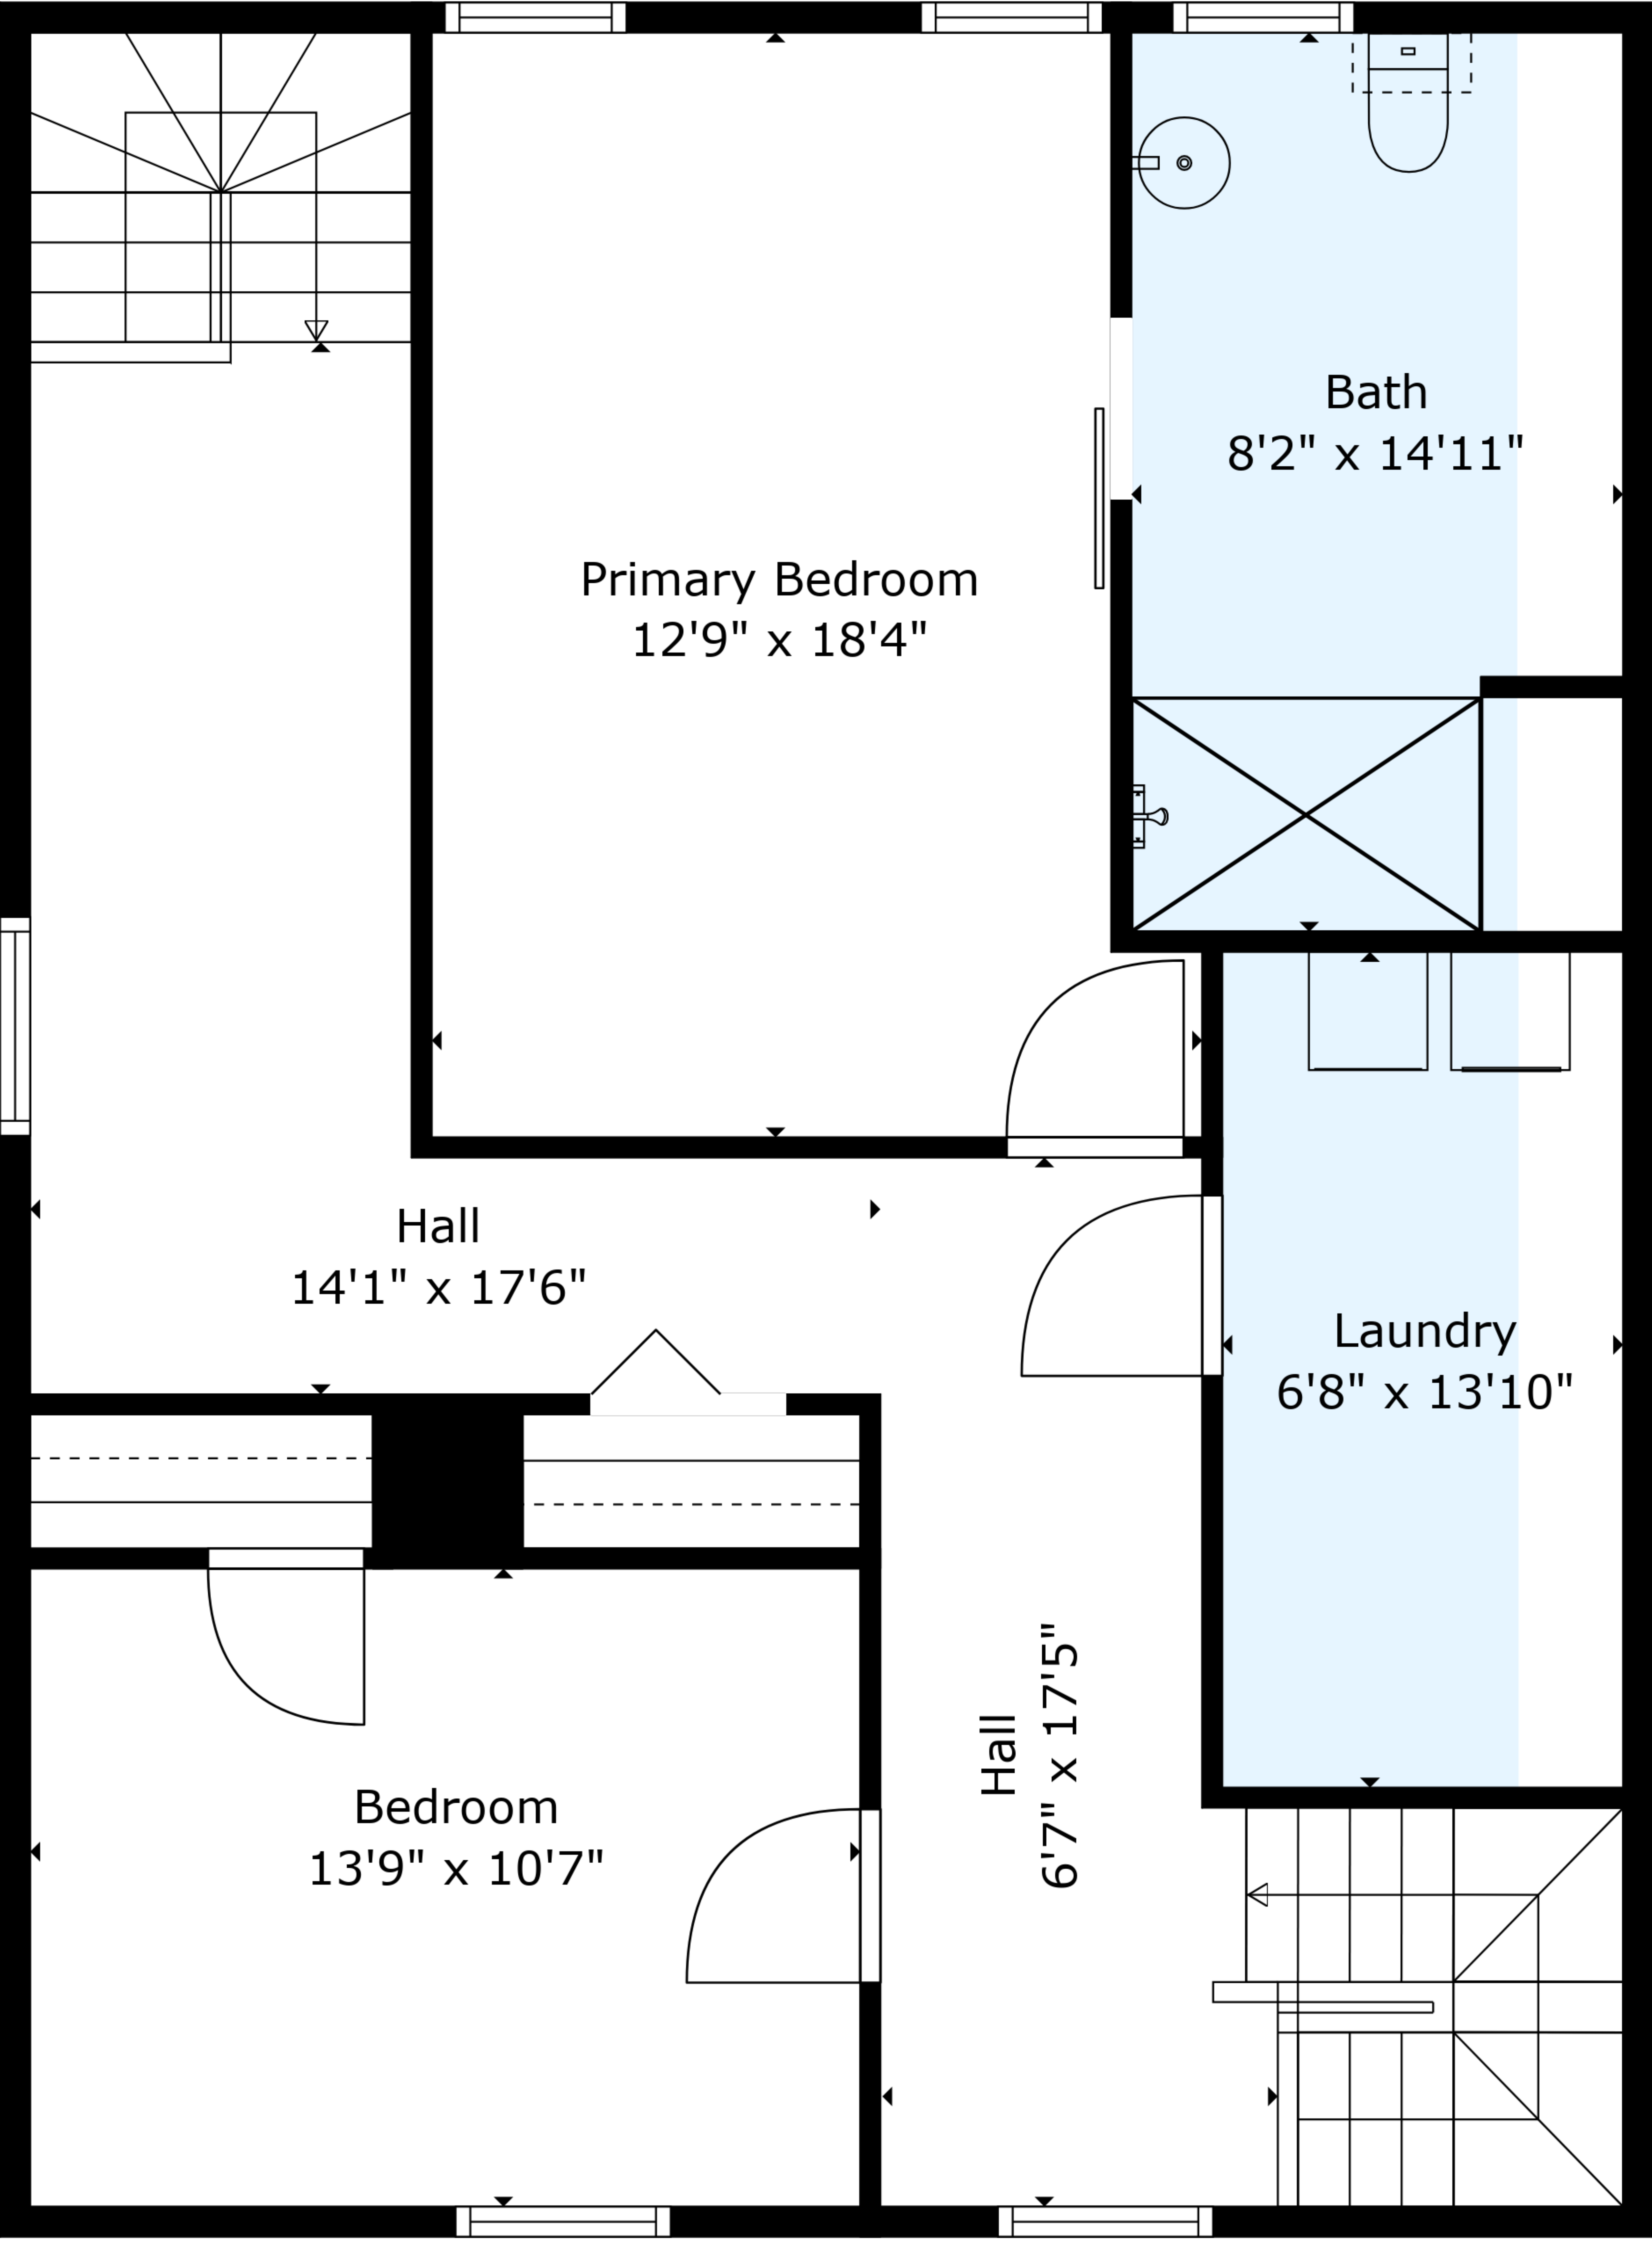 Bath
8'2" x 14'11"
Primary Bedroom
12'9" x 18'4"
Hall
14'1" x 17'6"
Laundry
6'8" x 13'10"
Hall
6'7" x 17'5"
Bedroom
13'9" x 10'7"